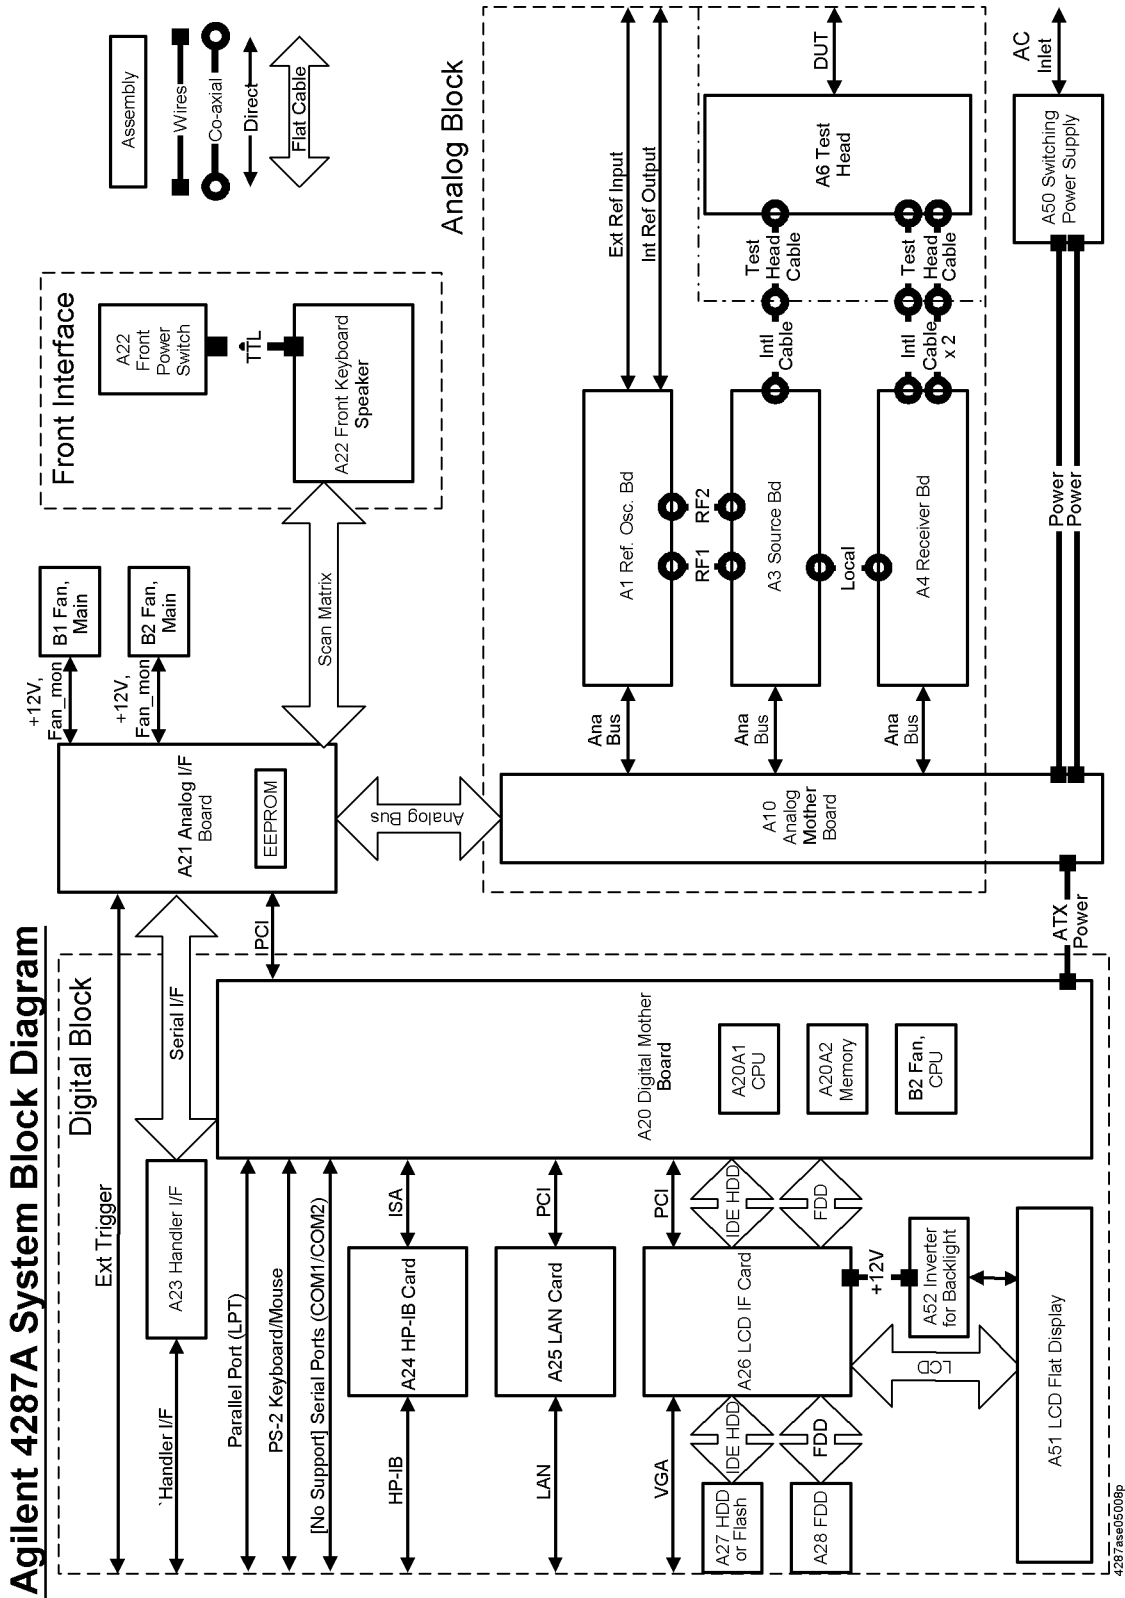 Agilent 4287A System Block Diagram
Assembly
Wires
Co-axial
Direct
Flat Cable
Front Interface
A22
Front
Power
Switch
TTL
A22 Front Keyboard
Speaker
B1 Fan,
Main
+12V,
Fan_mon
B2 Fan,
Main
+12V,
Fan_mon
Scan Matrix
A21 Analog I/F
Board
EEPROM
Analog Bus
Serial I/F
PCI
Ext Trigger
Digital Block
A23 Handler I/F
`Handler I/F
A20 Digital Mother
Board
A20A1
CPU
A20A2
Memory
B2 Fan,
CPU
Parallel Port (LPT)
PS-2 Keyboard/Mouse
[No Support] Serial Ports (COM1/COM2)
HP-IB
A24 HP-IB Card
ISA
LAN
A25 LAN Card
PCI
VGA
A26 LCD IF Card
PCI
IDE HDD
FDD
IDE HDD
FDD
A27 HDD
or Flash
A28 FDD
+12V
A52 Inverter
for Backlight
LCD
A51 LCD Flat Display
Analog Block
Ext Ref Input
Int Ref Output
DUT
A6 Test
Head
Test
Head
Cable
Test
Head
Cable
Intl
Cable
Intl
Cable
x 2
A1 Ref. Osc. Bd
RF1
RF2
A3 Source Bd
Local
A4 Receiver Bd
Ana
Bus
Ana
Bus
Ana
Bus
A10
Analog
Mother
Board
ATX
Power
Power
Power
A50 Switching
Power Supply
AC
Inlet
4287ase05008p